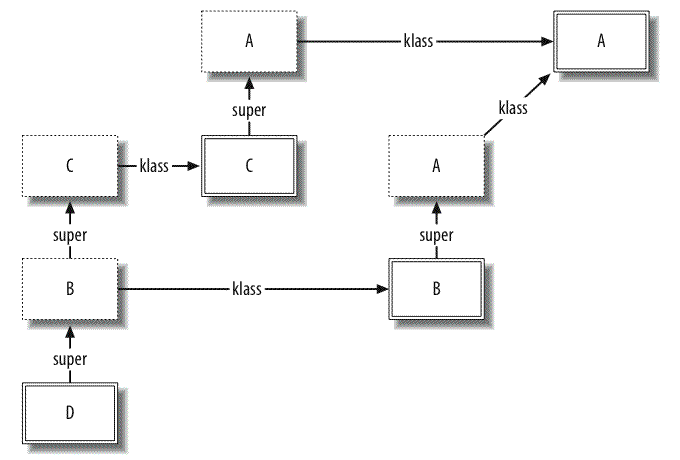 A klass A
super klass
C klass C A
super super
B klass B
super
D